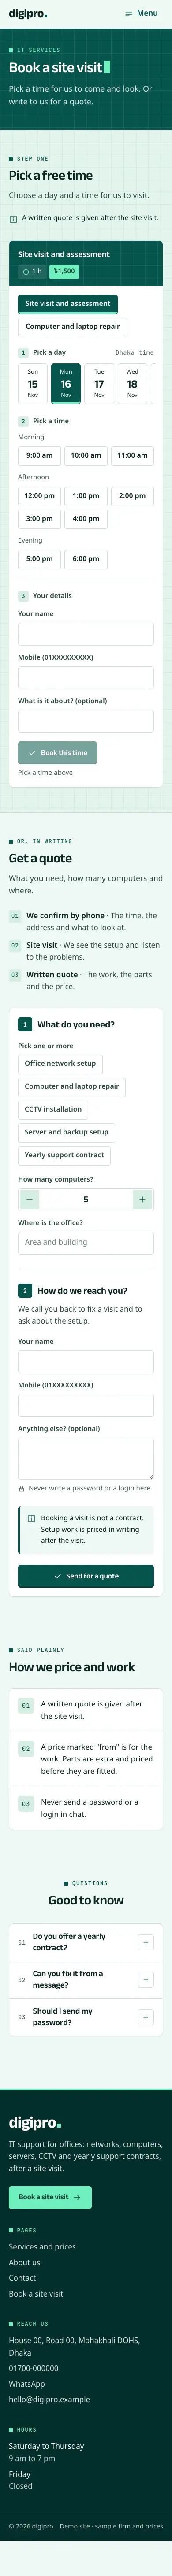 digipro.
Menu
IT SERVICES
Book a site visit
Pick a time for us to come and look. Or
write to us for a quote.
STEP ONE
Pick a free time
Choose a day and a time for us to visit.
A written quote is given after the site visit.
Site visit and assessment
1 h
৳1,500
Site visit and assessment
Computer and laptop repair
1 Pick a day
Dhaka time
Sun Mon Tue Wed
15 16 17 18
Nov Nov Nov Nov
2 Pick a time
Morning
9:00 am 10:00 am 11:00 am
Afternoon
12:00 pm 1:00 pm 2:00 pm
3:00 pm 4:00 pm
Evening
5:00 pm 6:00 pm
3 Your details
Your name
Mobile (01XXXXXXXXX)
What is it about? (optional)
Book this time
Pick a time above
OR, IN WRITING
Get a quote
What you need, how many computers and
where.
01 We confirm by phone · The time, the
address and what to look at.
02 Site visit · We see the setup and listen
to the problems.
03 Written quote · The work, the parts
and the price.
1 What do you need?
Pick one or more
Office network setup
Computer and laptop repair
CCTV installation
Server and backup setup
Yearly support contract
How many computers?
− 5 +
Where is the office?
Area and building
2 How do we reach you?
We call you back to fix a visit and to
ask about the setup.
Your name
Mobile (01XXXXXXXXX)
Anything else? (optional)
Never write a password or a login here.
Booking a visit is not a contract.
Setup work is priced in writing
after the visit.
Send for a quote
SAID PLAINLY
How we price and work
01 A written quote is given after
the site visit.
02 A price marked "from" is for the
work. Parts are extra and priced
before they are fitted.
03 Never send a password or a
login in chat.
QUESTIONS
Good to know
01 Do you offer a yearly
contract?
+
02 Can you fix it from a
message?
+
03 Should I send my
password?
+
digipro.
IT support for offices: networks, computers,
servers, CCTV and yearly support contracts,
after a site visit.
Book a site visit →
PAGES
Services and prices
About us
Contact
Book a site visit
REACH US
House 00, Road 00, Mohakhali DOHS,
Dhaka
01700-000000
WhatsApp
hello@digipro.example
HOURS
Saturday to Thursday
9 am to 7 pm
Friday
Closed
© 2026 digipro. Demo site · sample firm and prices